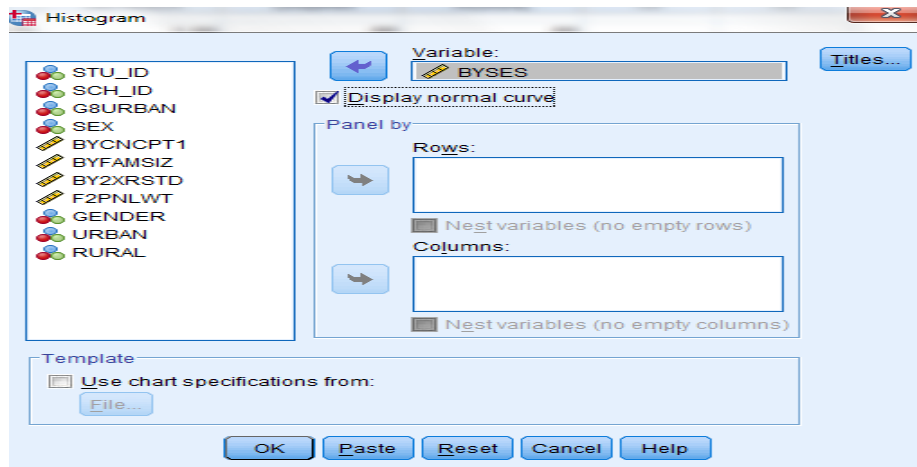 Histogram
Variable:
BYSES
Titles...
STU_ID
SCH_ID
G8URBAN
SEX
BYCNCPT1
BYFAMSIZ
BY2XRSTD
F2PNLWT
GENDER
URBAN
RURAL
Display normal curve
Panel by
Rows:
Nest variables (no empty rows)
Columns:
Nest variables (no empty columns)
Template
Use chart specifications from:
File...
OK Paste Reset Cancel Help